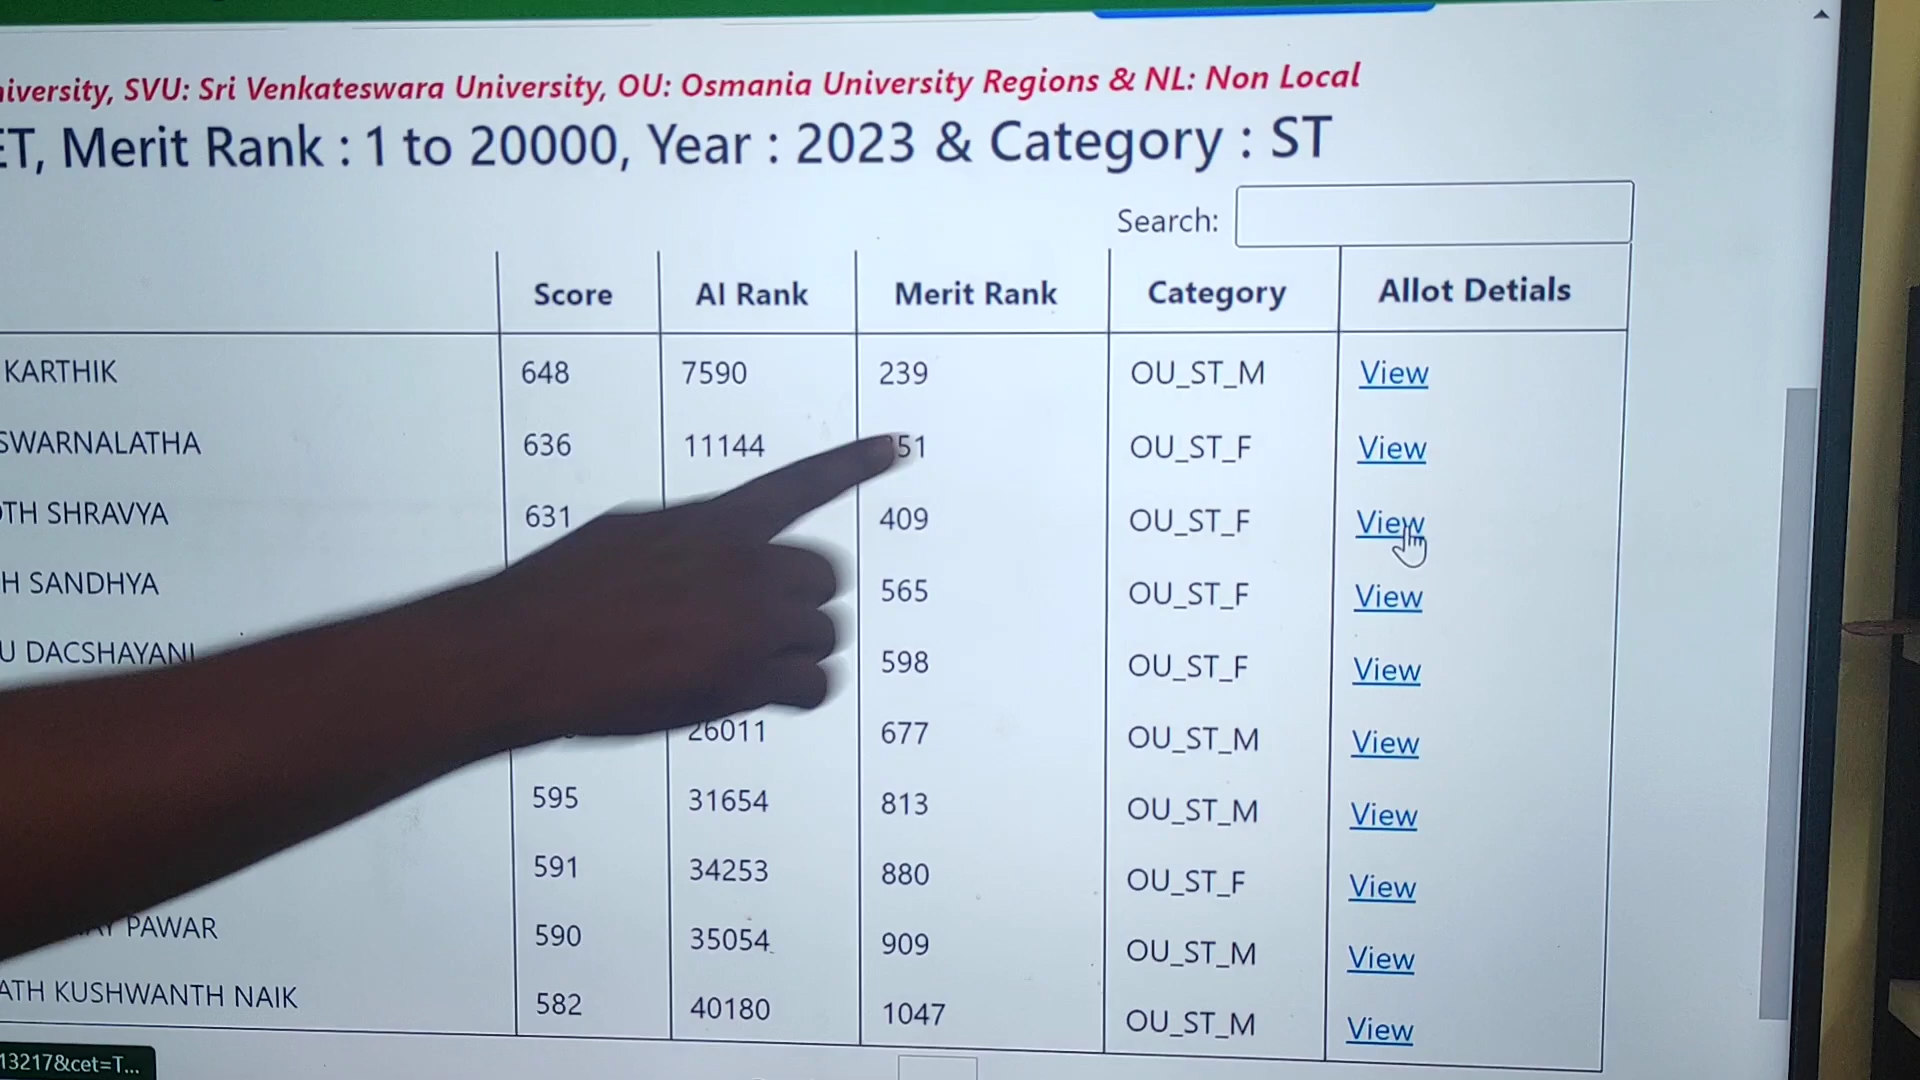 SVU: Sri Venkateswara University, OU: Osmania University Regions & NL: Non Local
Merit Rank : 1 to 20000, Year : 2023 & Category : ST
Search:
Score AI Rank Merit Rank Category Allot Detials
KARTHIK 648 7590 239 OU_ST_M View
SWARNALATHA 636 11144 OU_ST_F View
SHRAVYA 631 409 OU_ST_F View
SANDHYA 565 OU_ST_F View
DACSHAYANI 598 OU_ST_F View
26011 677 OU_ST_M View
595 31654 813 OU_ST_M View
591 34253 880 OU_ST_F View
PAWAR 590 35054 909 OU_ST_M View
KUSHWANTH NAIK 582 40180 1047 OU_ST_M View
13217&cet=T...